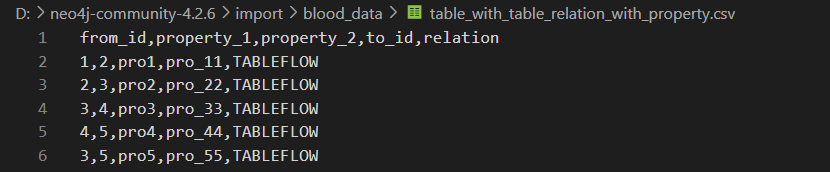 D: > neo4j-community-4.2.6 > import > blood_data > table_with_table_relation_with_property.csv
1 from_id,property_1,property_2,to_id,relation
2 1,2,pro1,pro_11,TABLEFLOW
3 2,3,pro2,pro_22,TABLEFLOW
4 3,4,pro3,pro_33,TABLEFLOW
5 4,5,pro4,pro_44,TABLEFLOW
6 3,5,pro5,pro_55,TABLEFLOW